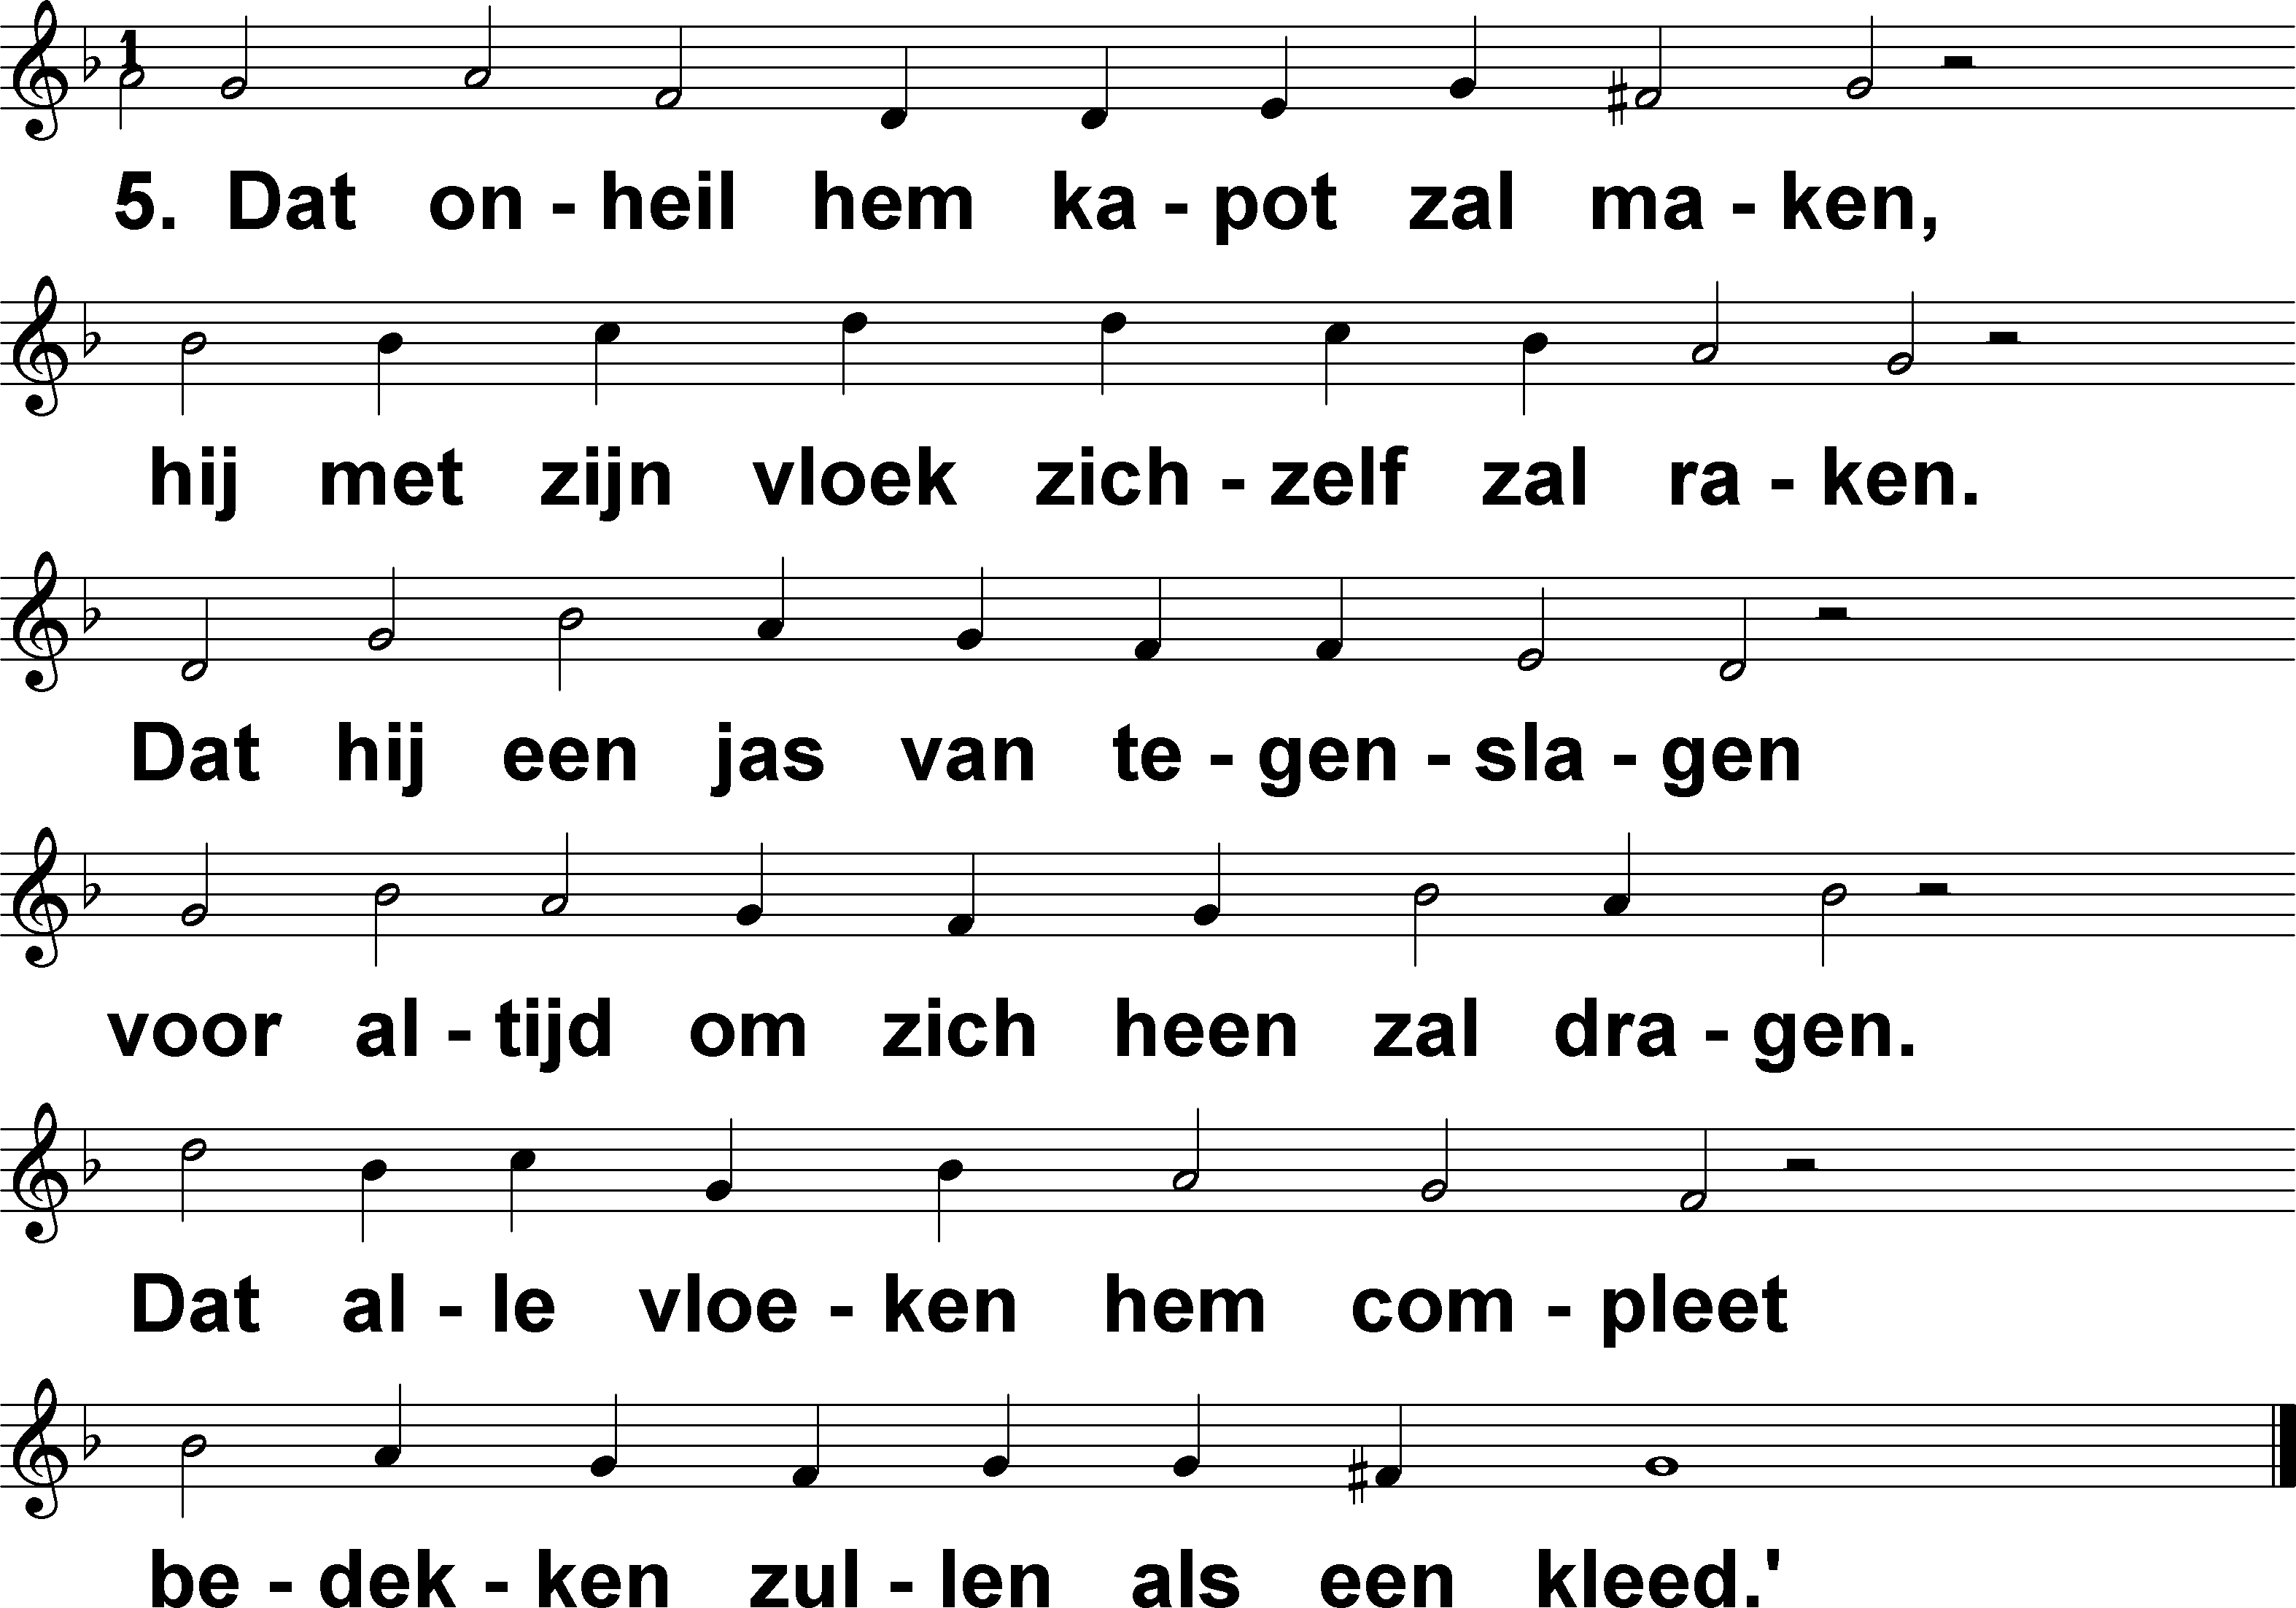 5. Dat on - heil hem ka - pot zal ma - ken,
hij met zijn vloek zich - zelf zal ra - ken.
Dat hij een jas van te - gen - sla - gen
voor al - tijd om zich heen zal dra - gen.
Dat al - le vloe - ken hem com - pleet
be - dek - ken zul - len als een kleed.'